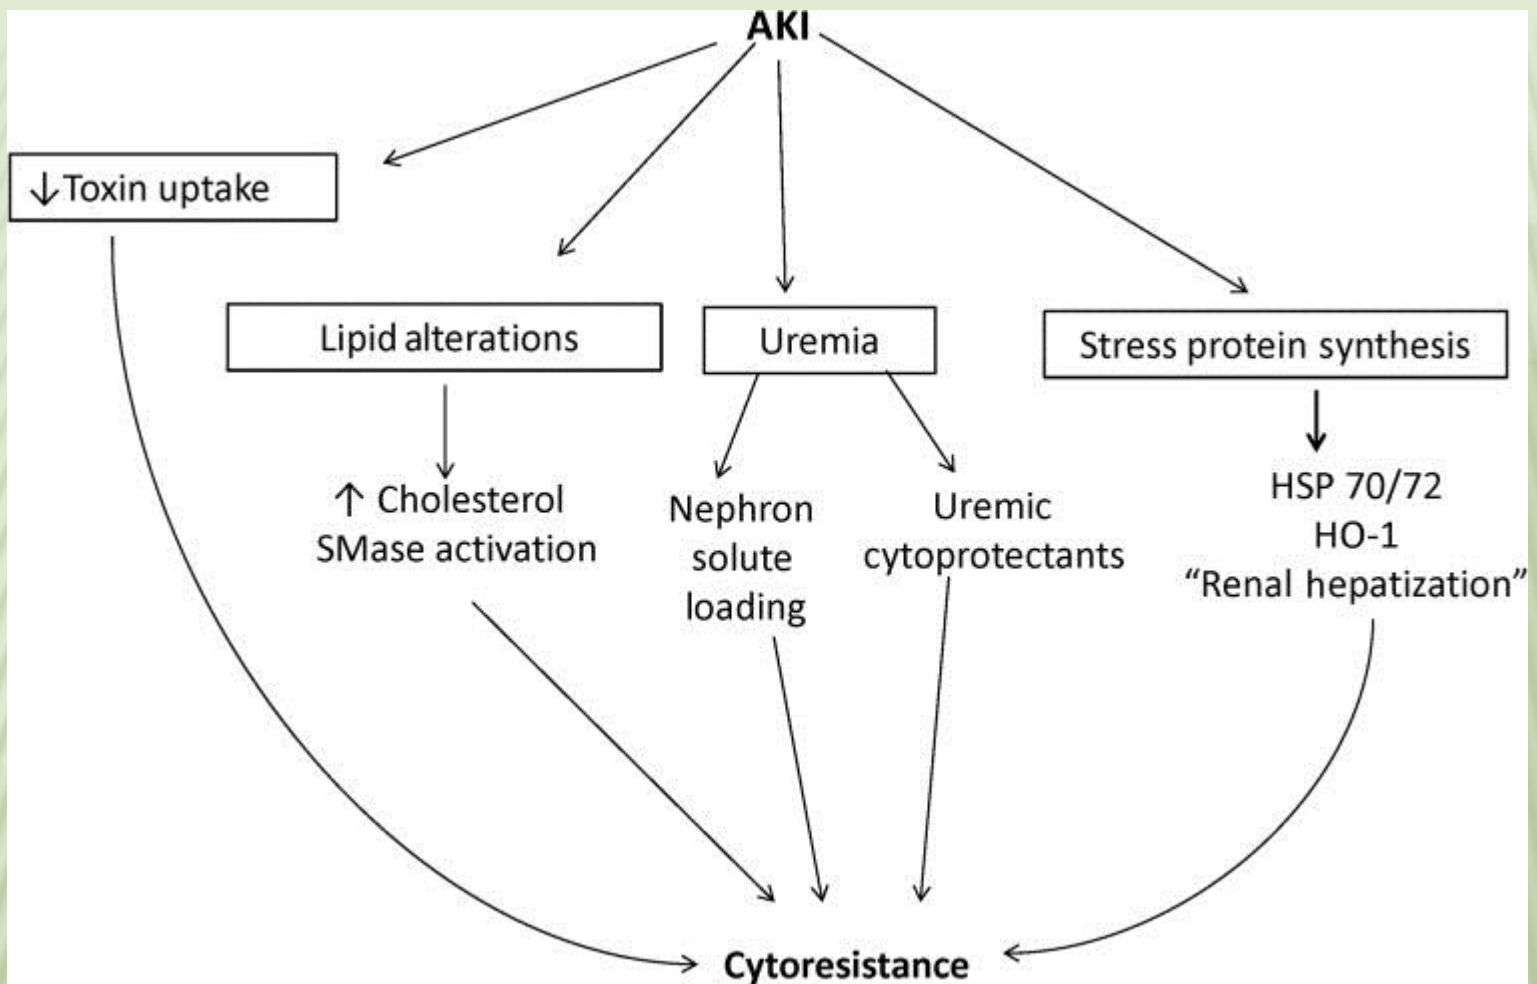 AKI
↓Toxin uptake
Lipid alterations
Uremia
Stress protein synthesis
↑ Cholesterol
SMase activation
Nephron
solute
loading
Uremic
cytoprotectants
HSP 70/72
HO-1
“Renal hepatization”
Cytoresistance